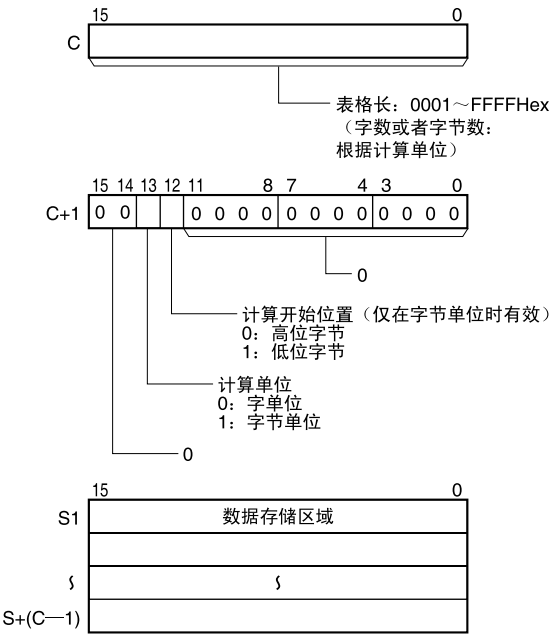 15 0
C
表格长：0001～FFFFHex
（字数或者字节数：
根据计算单位）
15 14 13 12 11 8 7 4 3 0
C+1 0 0 0 0 0 0 0 0 0 0 0 0 0 0
0
计算开始位置（仅在字节单位时有效）
0：高位字节
1：低位字节
计算单位
0：字单位
1：字节单位
0
15 0
S1 数据存储区域
S+(C—1)